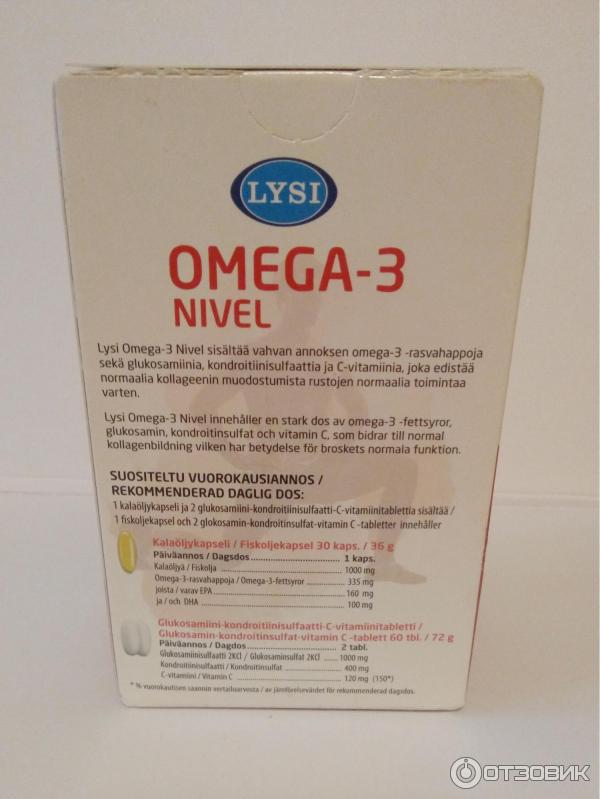 LYSI
OMEGA-3
NIVEL
Lysi Omega-3 Nivel sisältää vahvan annoksen omega-3 -rasvahappoja
sekä glukosamiinia, kondroitiinisulfaattia ja C-vitamiinia, joka edistää
normaalia kollageenin muodostumista rustojen normaalia toimintaa
varten.
Lysi Omega-3 Nivel innehåller en stark dos av omega-3 -fettsyror,
glukosamin, kondroitinsulfat och vitamin C, som bidrar till normal
kollagenbildning vilken har betydelse för broskets normala funktion.
SUOSITELTU VUOROKAUSIANNOS /
REKOMMENDERAD DAGLIG DOS:
1 kalaöljykapseli ja 2 glukosamiini-kondroitiinisulfaatti-C-vitamiinitablettia sisältää /
1 fiskoljekapsel och 2 glukosamin-kondroitinsulfat-vitamin C -tabletter innehåller
Kalaöljykapseli / Fiskoljekapsel 30 kaps. / 36 g
Päiväannos / Dagsdos 1 kaps.
Kalaöljyä / Fiskolja 1000 mg
Omega-3-rasvahappoja / Omega-3-fettsyror 335 mg
joista / varav EPA 160 mg
ja / och DHA 100 mg
Glukosamiini-kondroitiinisulfaatti-C-vitamiinitabletti /
Glukosamin-kondroitinsulfat-vitamin C -tablett 60 tbl. / 72 g
Päiväannos / Dagsdos 2 tabl.
Glukosamiinisulfaatti 2KCl / Glukosaminsulfat 2KCl 1000 mg
Kondroitiinisulfaatti / Kondroitinsulfat 400 mg
C-vitamiini / Vitamin C 120 mg (150*)
* % vuorokautisen saannin vertailuarvosta / av järnförelsevärdet för rekommenderad dagsdos.
ОТЗОВИК